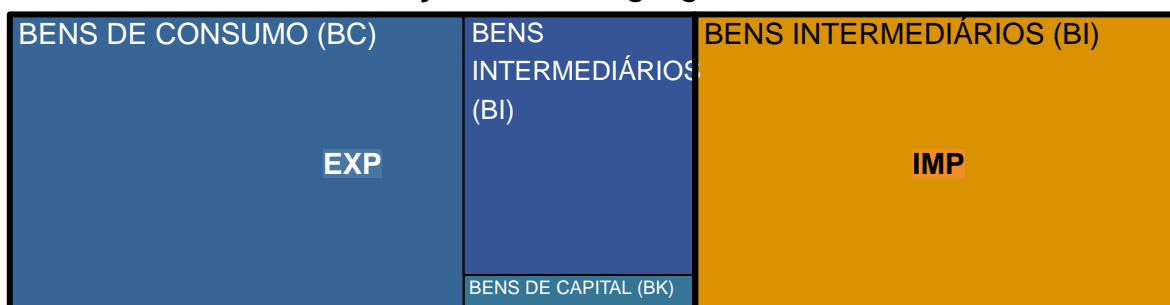 BENS DE CONSUMO (BC)
EXP
BENS
INTERMEDIÁRIOS
(BI)
BENS DE CAPITAL (BK)
BENS INTERMEDIÁRIOS (BI)
IMP